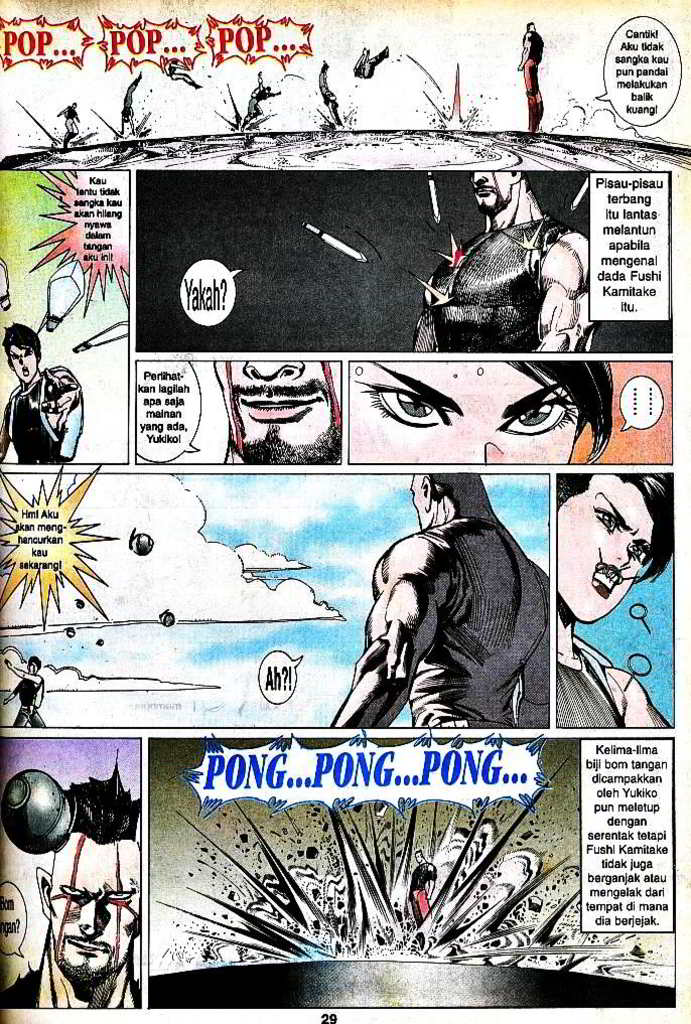 POP... POP... POP...
Cantik!
Aku tidak
sangka kau
pun pandai
melakukan
balik
kuang!
Kau
tentu tidak
sangka kau
akan hilang
nyawa
dalam
tangan
aku ini!
Yakah?
Pisau-pisau
terbang
itu lantas
melantun
apabila
mengenai
dada Fushi
Kamitake
itu.
Perlihat-
kan lagilah
apa saja
mainan
yang ada,
Yukiko!
Hm! Aku
akan meng-
hancurkan
kau
sekarang!
Ah?!
Bom
tangan?
PONG...PONG...PONG...
Kelima-lima
biji bom tangan
dicampakkan
oleh Yukiko
pun meletup
dengan
serentak tetapi
Fushi Kamitake
tidak juga
berganjak atau
mengelak dari
tempat di mana
dia berjejak.
29